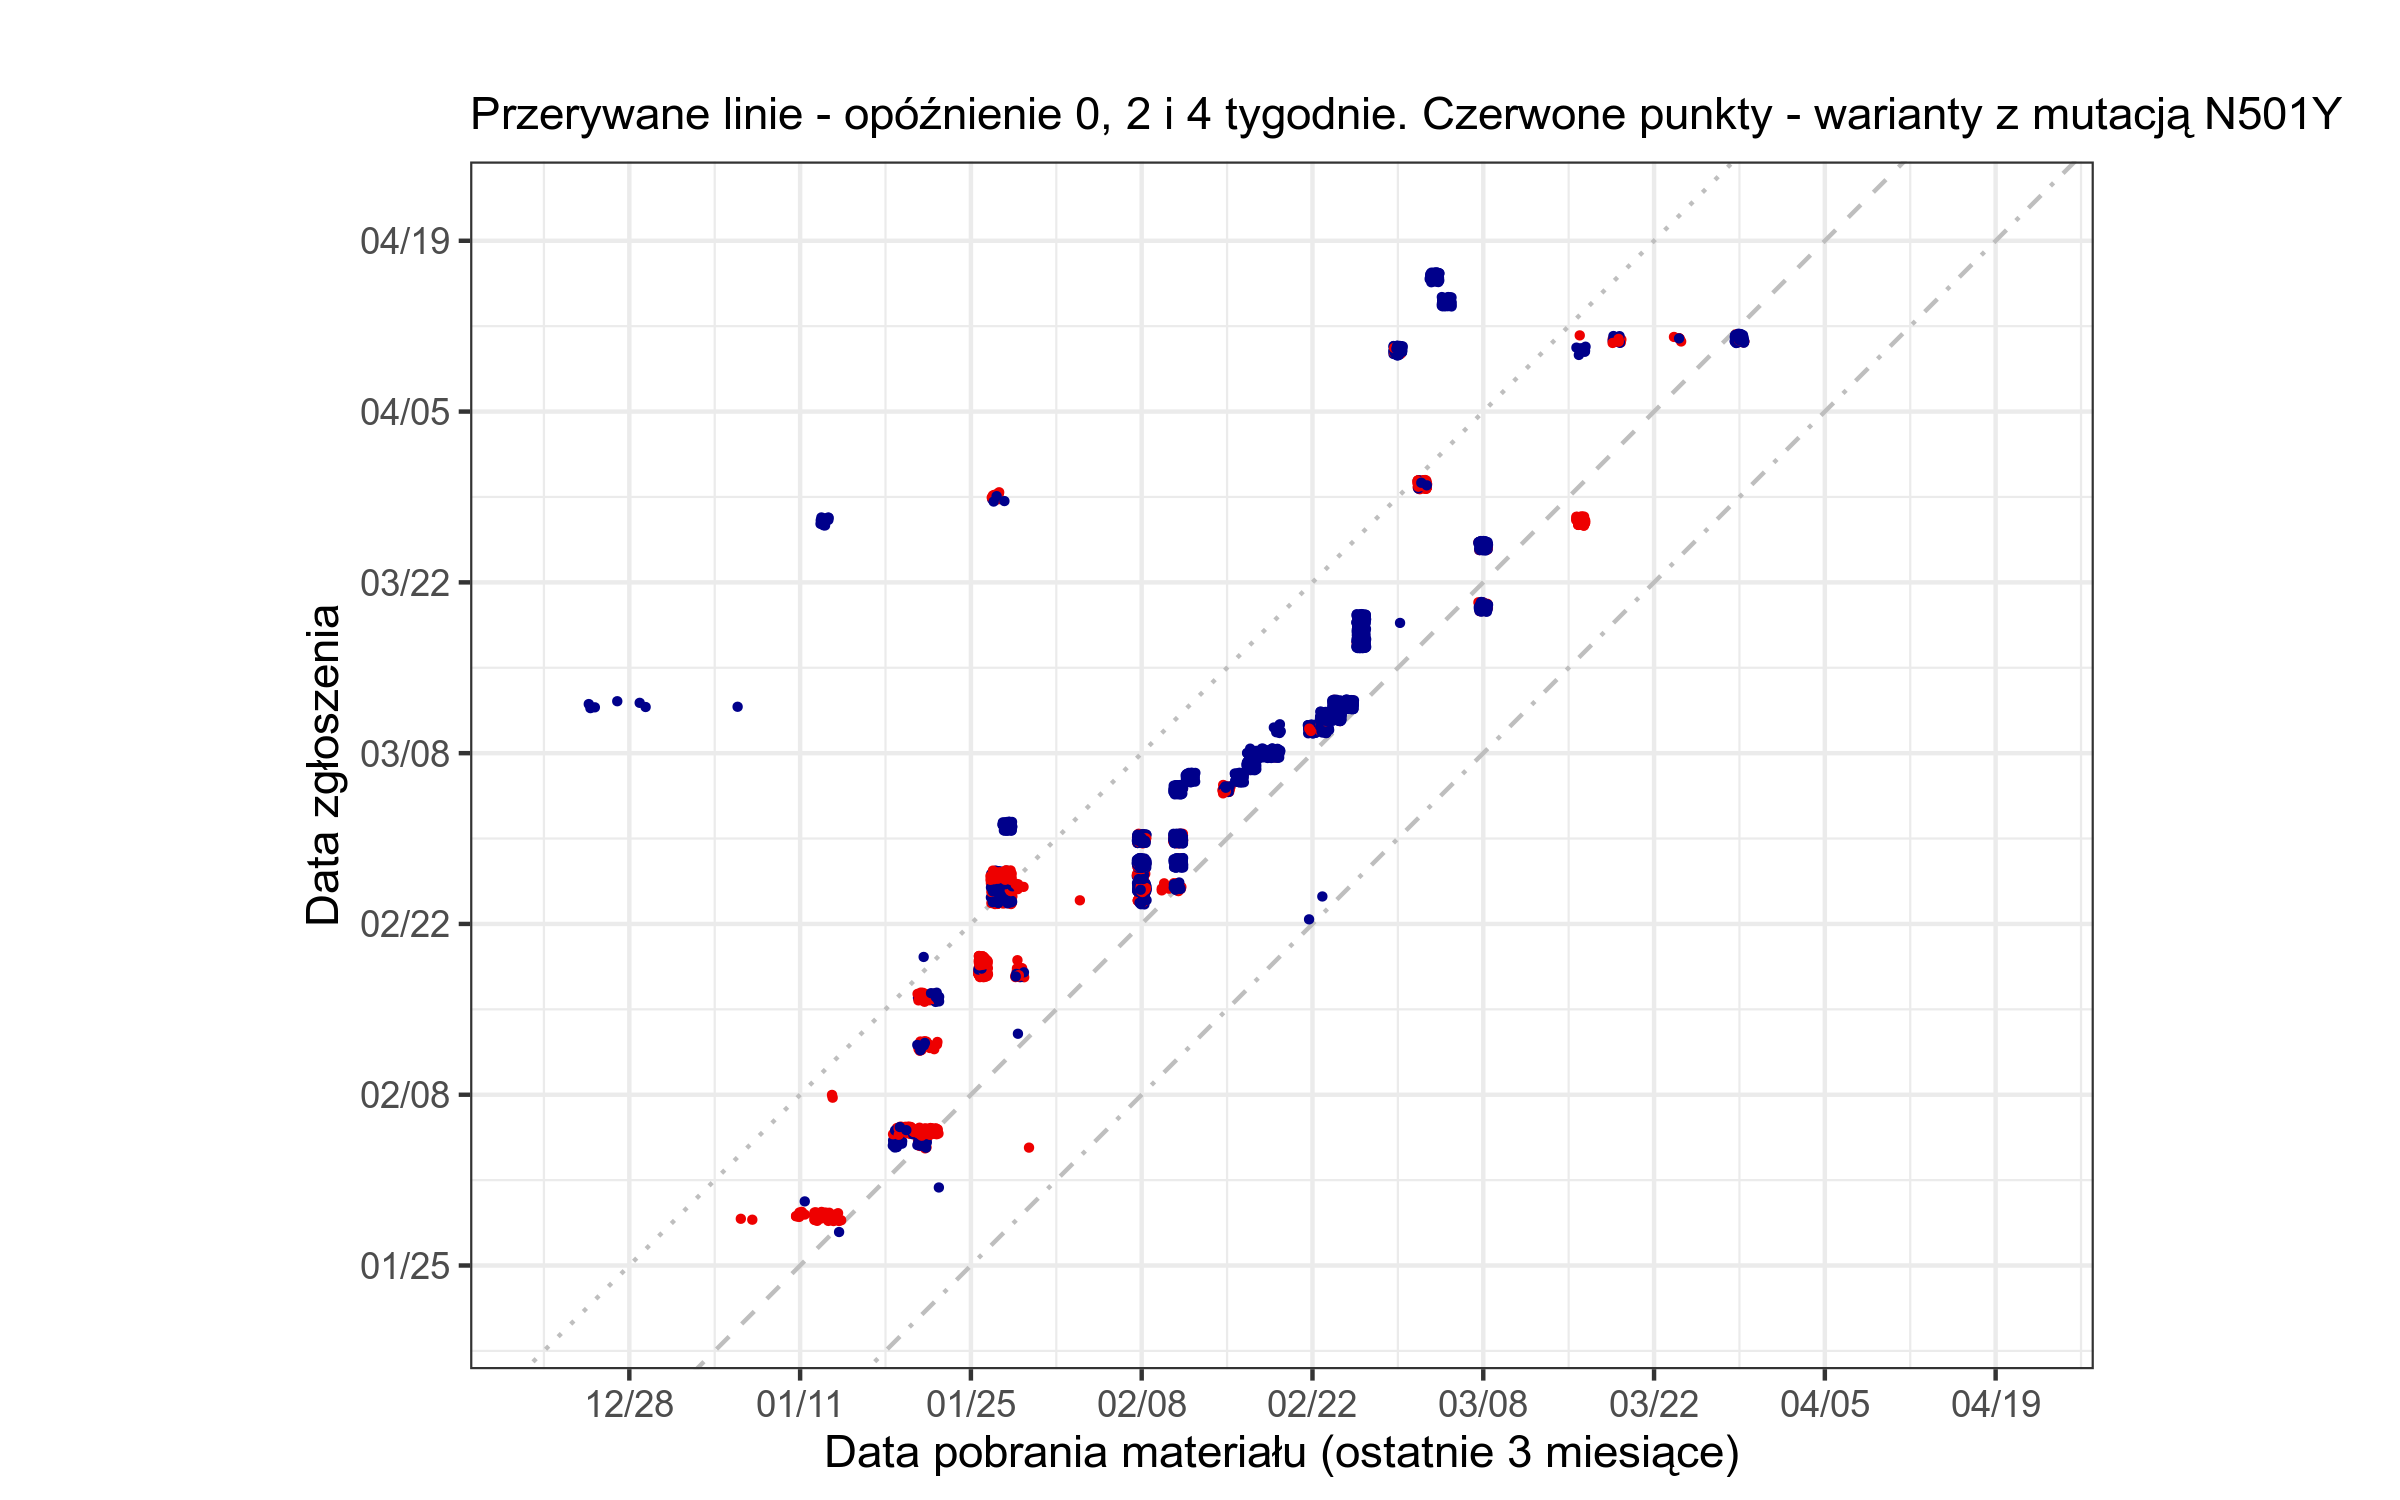 Przerywane linie - opóźnienie 0, 2 i 4 tygodnie. Czerwone punkty - warianty z mutacją N501Y
Data zgłoszenia
04/19
04/05
03/22
03/08
02/22
02/08
01/25
12/28 01/11 01/25 02/08 02/22 03/08 03/22 04/05 04/19
Data pobrania materiału (ostatnie 3 miesiące)